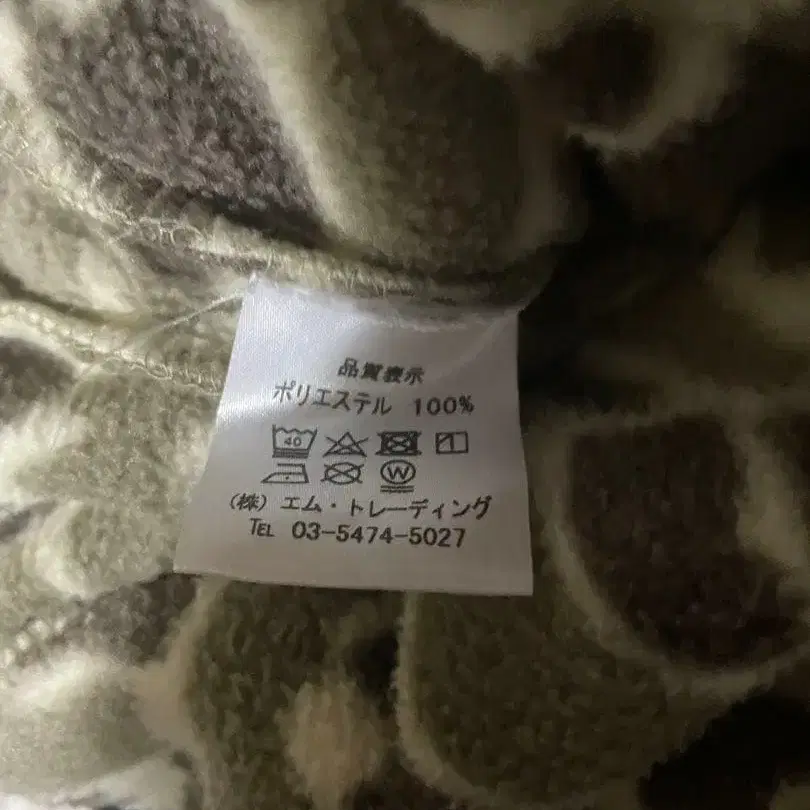 品質表示
ポリエステル 100%
40
W
(株) エム・トレーディング
TEL 03-5474-5027